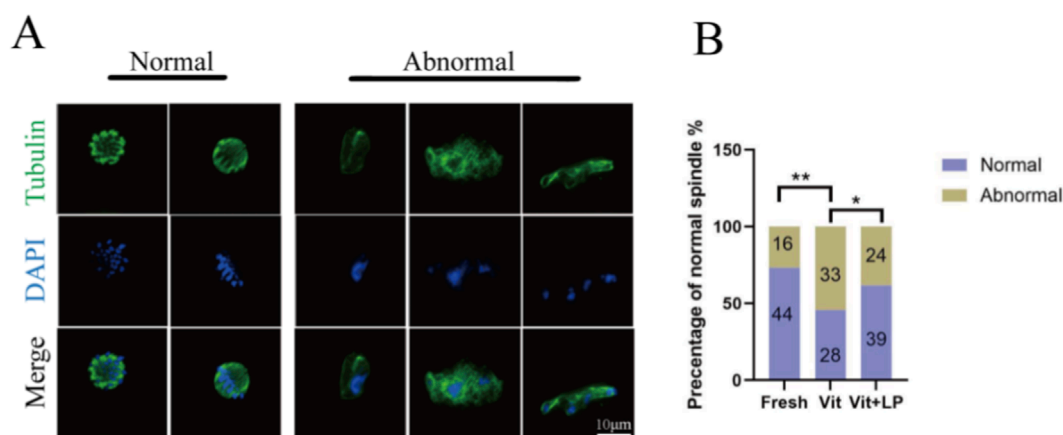 A
Normal
Abnormal
Tubulin
DAPI
Merge
10μm
B
Precentage of normal spindle %
150
100
50
0
**
*
16
44
33
28
24
39
Fresh Vit Vit+LP
Normal
Abnormal